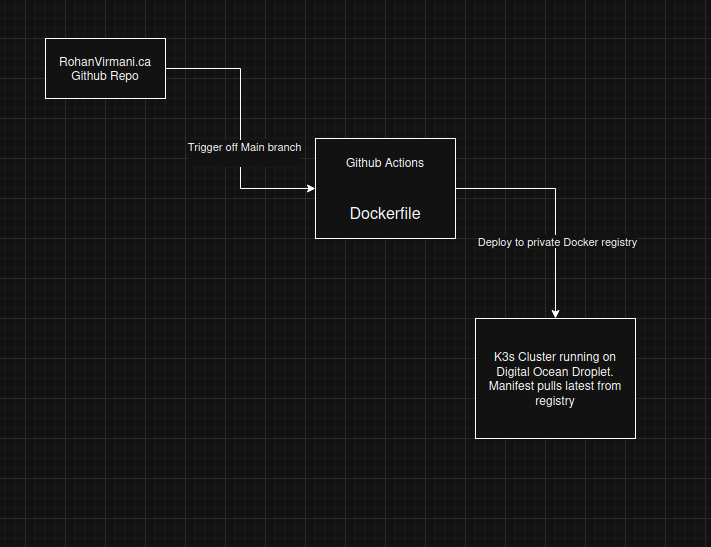 RohanVirmani.ca
Github Repo
Trigger off Main branch
Github Actions
Dockerfile
Deploy to private Docker registry
K3s Cluster running on
Digital Ocean Droplet.
Manifest pulls latest from
registry